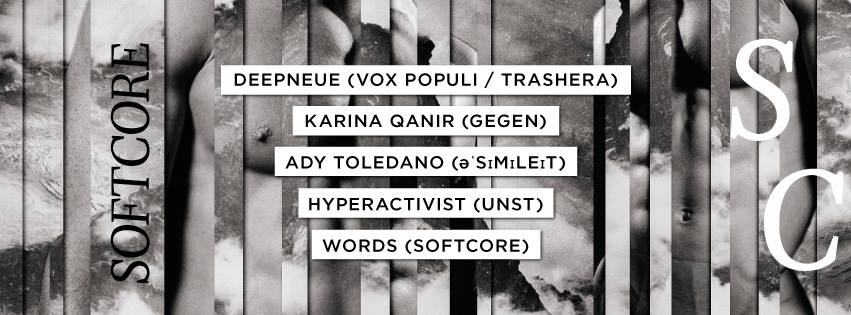 SOFTCORE
DEEPNEUE (VOX POPULI / TRASHERA)
KARINA QANIR (GEGEN)
ADY TOLEDANO (əˈSɪMɪLEɪT)
HYPERACTIVIST (UNST)
WORDS (SOFTCORE)
S
C